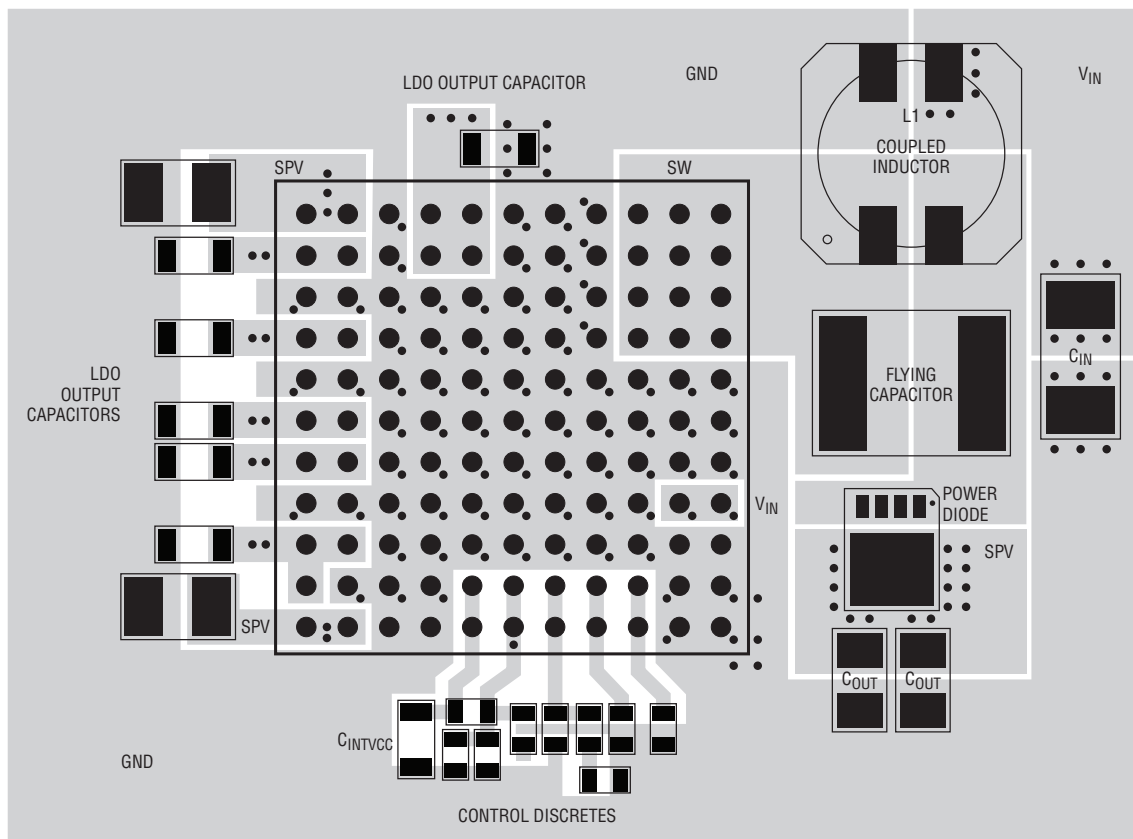 GND
V_IN
LDO OUTPUT CAPACITOR
L1
COUPLED
INDUCTOR
SPV
SW
C_IN
LDO
OUTPUT
CAPACITORS
FLYING
CAPACITOR
V_IN
POWER
DIODE
SPV
SPV
C_OUT
C_OUT
C_INTVCC
GND
CONTROL DISCRETES